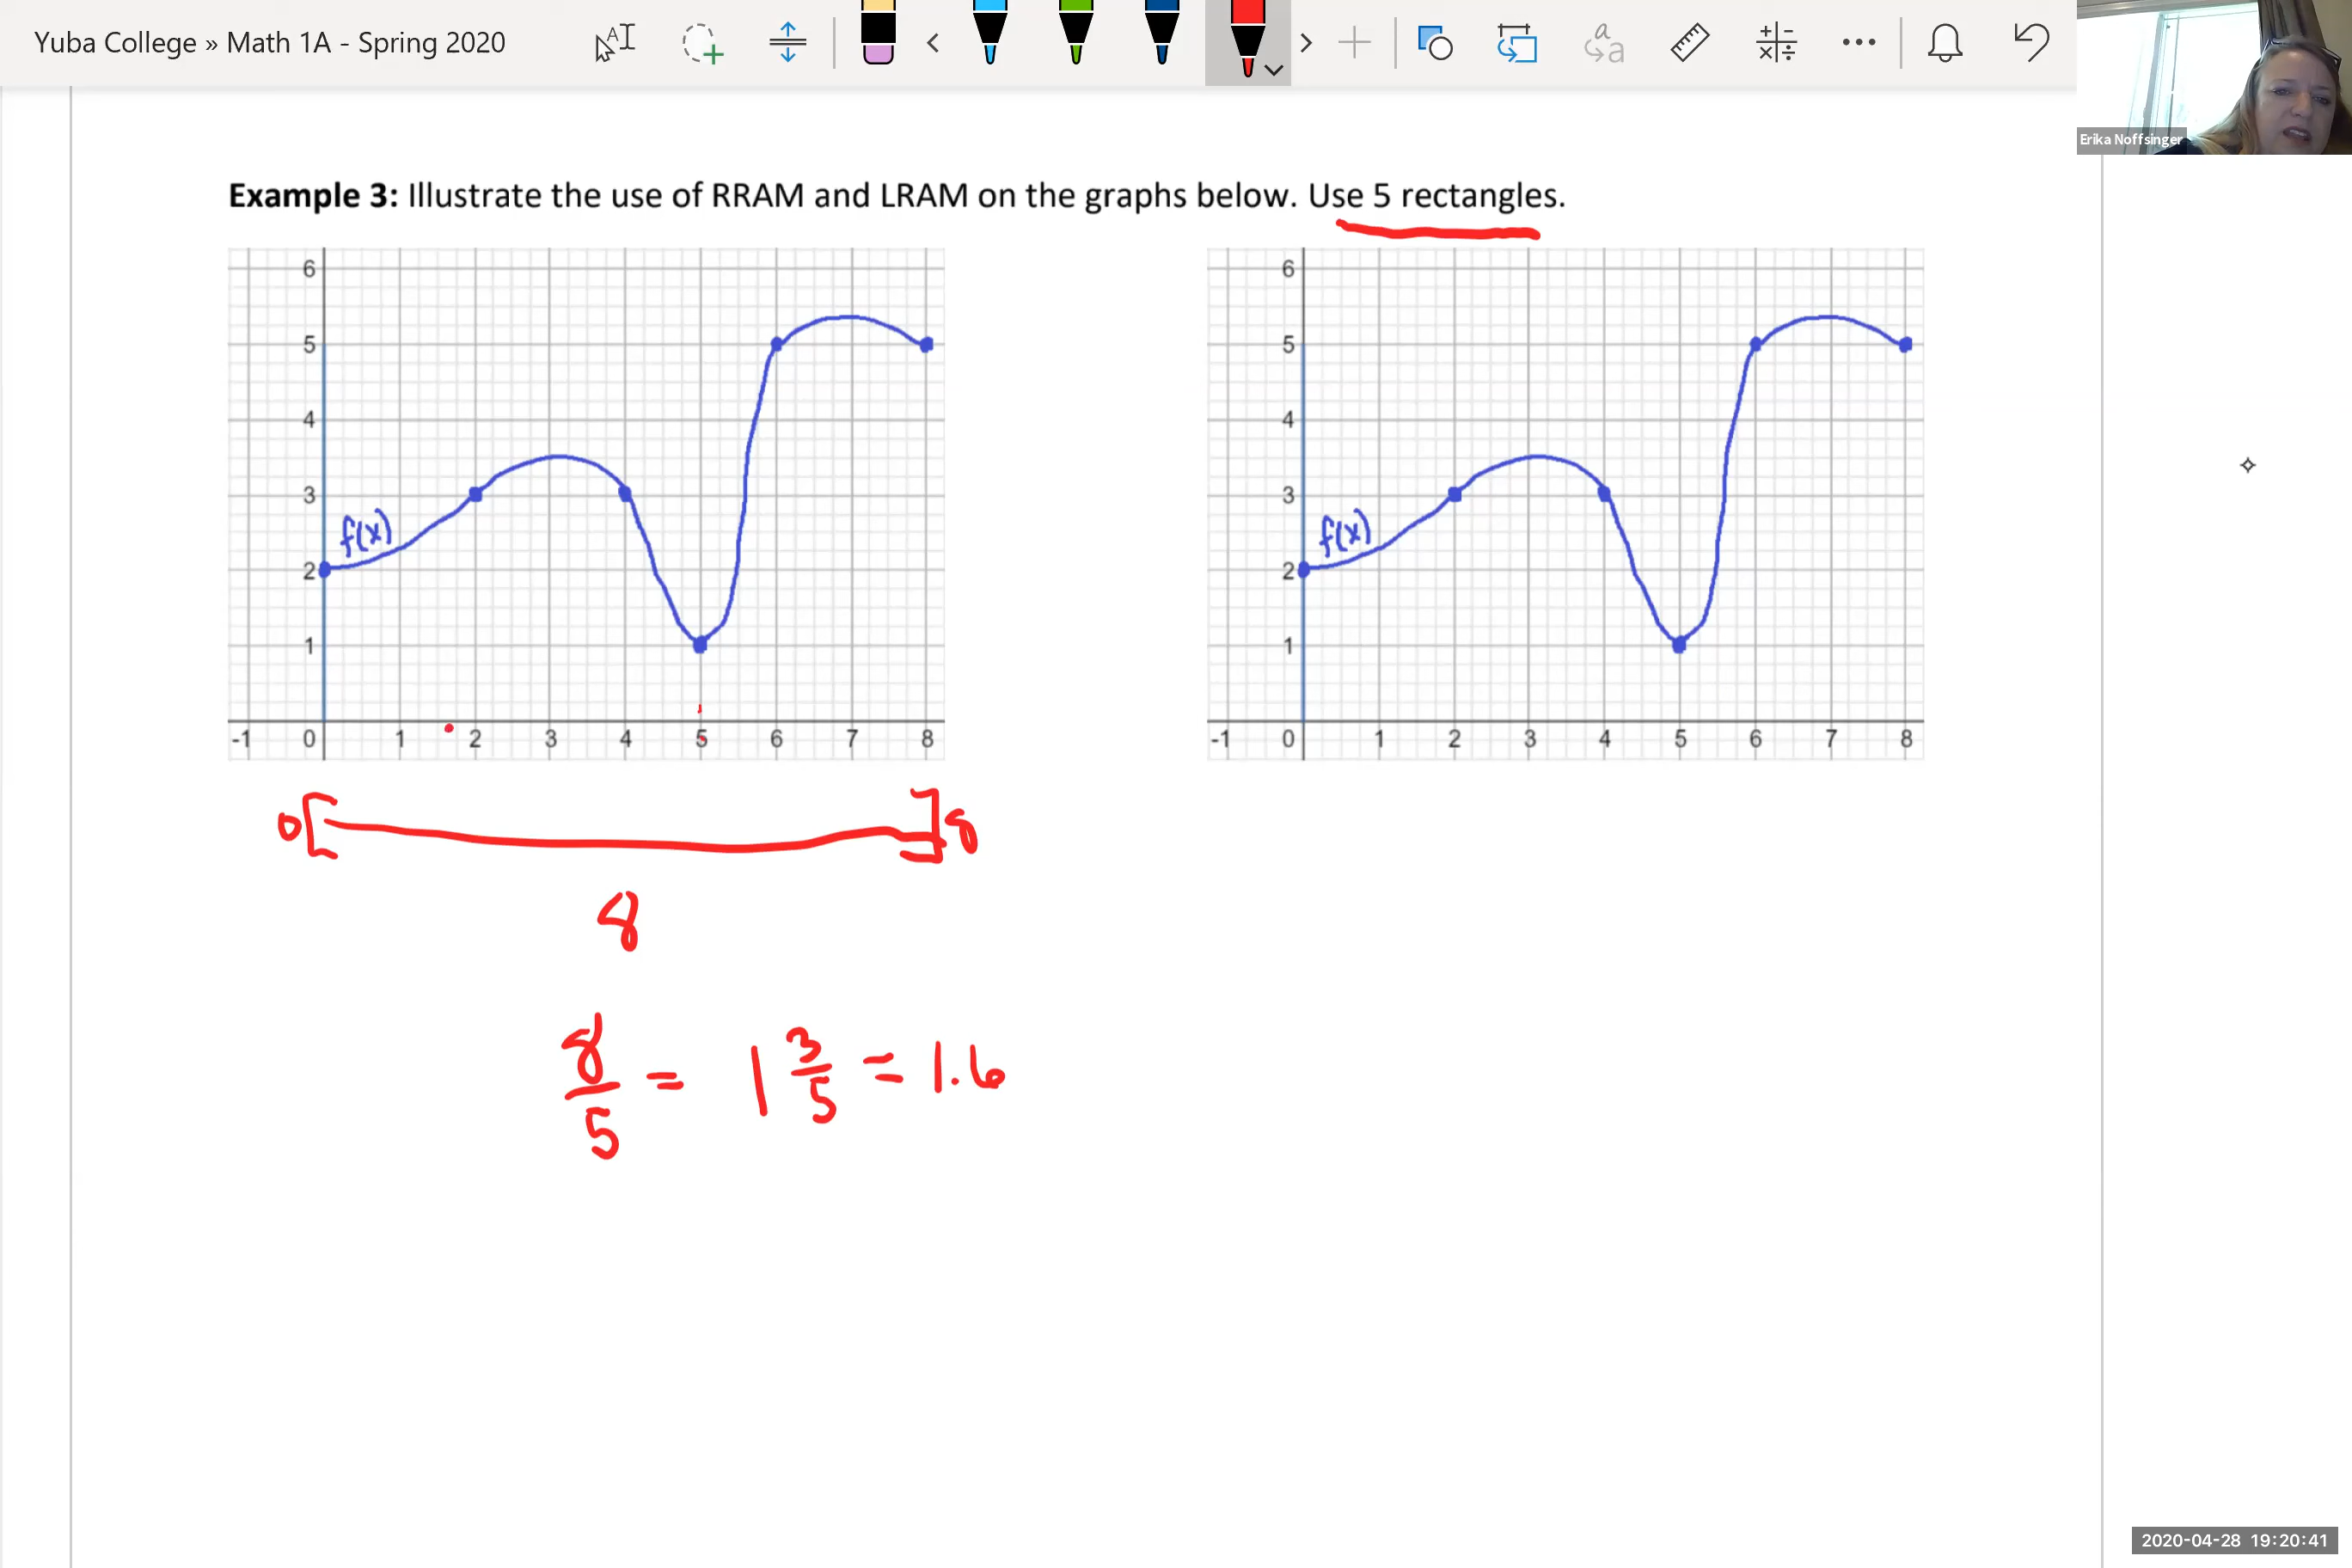 Yuba College » Math 1A - Spring 2020
Erika Noffsinger
Example 3: Illustrate the use of RRAM and LRAM on the graphs below. Use 5 rectangles.
6
5
4
3
2
1
f(x)
-1 0 1 2 3 4 5 6 7 8
6
5
4
3
2
1
f(x)
-1 0 1 2 3 4 5 6 7 8
0[ ]8
8
8/5 = 1 3/5 = 1.6
2020-04-28 19:20:41